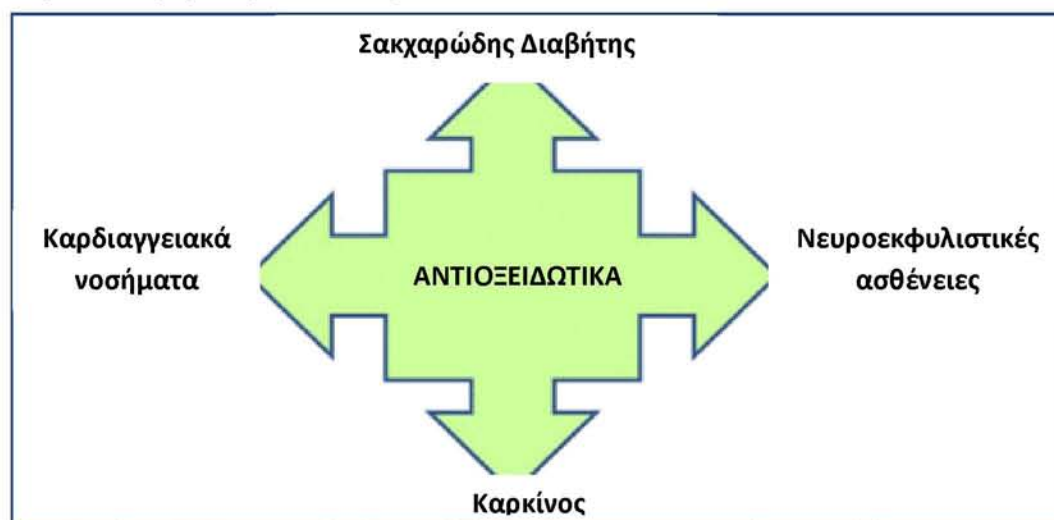 Σακχαρώδης Διαβήτης
Καρδιαγγειακά
νοσήματα
ΑΝΤΙΟΞΕΙΔΩΤΙΚΑ
Νευροεκφυλιστικές
ασθένειες
Καρκίνος